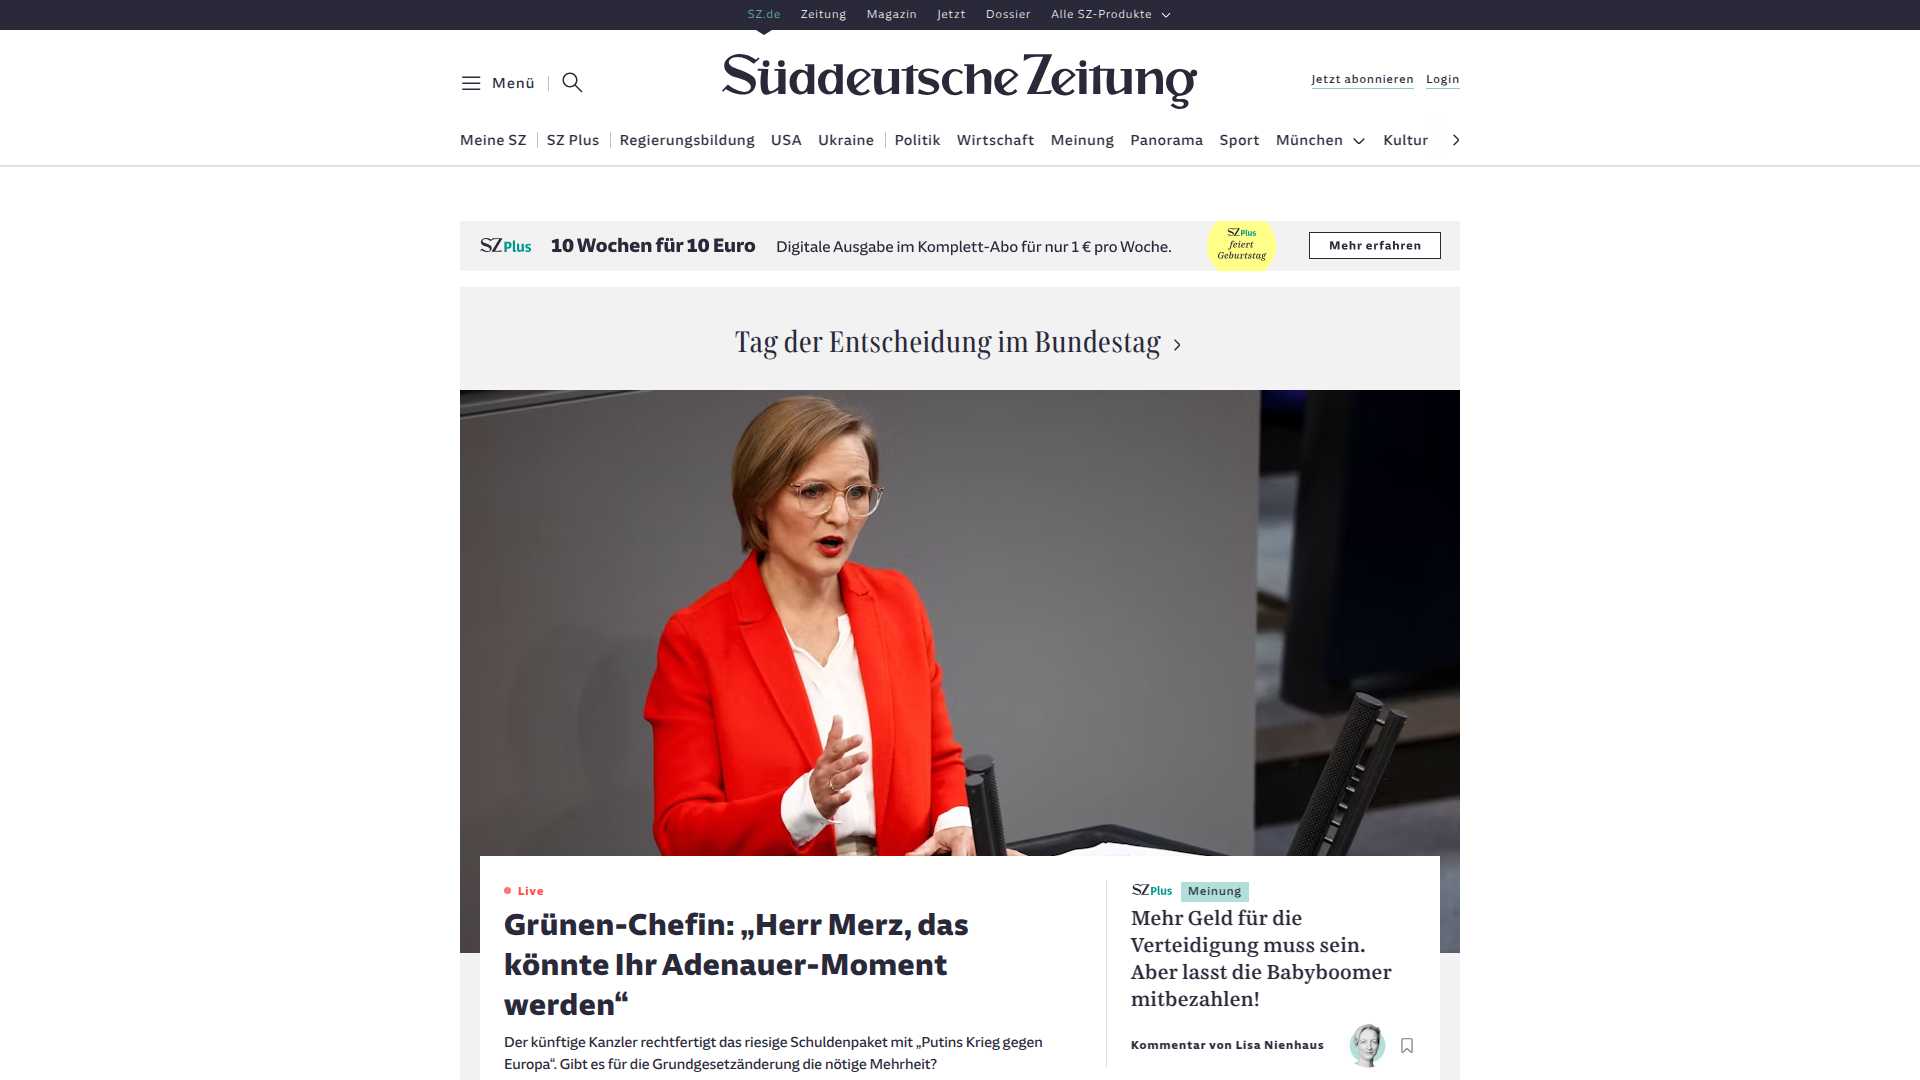 SZ.de Zeitung Magazin Jetzt Dossier Alle SZ-Produkte
Menü
Süddeutsche Zeitung
Jetzt abonnieren Login
Meine SZ SZ Plus Regierungsbildung USA Ukraine Politik Wirtschaft Meinung Panorama Sport München Kultur
SZ Plus 10 Wochen für 10 Euro Digitale Ausgabe im Komplett-Abo für nur 1 € pro Woche.
SZ Plus
feiert
Geburtstag
Mehr erfahren
Tag der Entscheidung im Bundestag
Live
Grünen-Chefin: „Herr Merz, das
könnte Ihr Adenauer-Moment
werden“
Der künftige Kanzler rechtfertigt das riesige Schuldenpaket mit „Putins Krieg gegen
Europa“. Gibt es für die Grundgesetzänderung die nötige Mehrheit?
SZ Plus Meinung
Mehr Geld für die
Verteidigung muss sein.
Aber lasst die Babyboomer
mitbezahlen!
Kommentar von Lisa Nienhaus